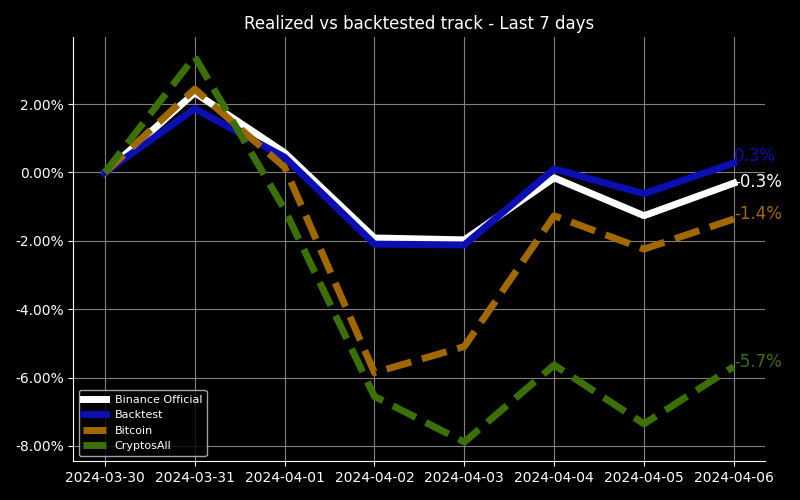 Realized vs backtested track - Last 7 days
2.00%
0.00%
-2.00%
-4.00%
-6.00%
-8.00%
0.3%
-0.3%
-1.4%
-5.7%
Binance Official
Backtest
Bitcoin
CryptosAll
2024-03-30 2024-03-31 2024-04-01 2024-04-02 2024-04-03 2024-04-04 2024-04-05 2024-04-06